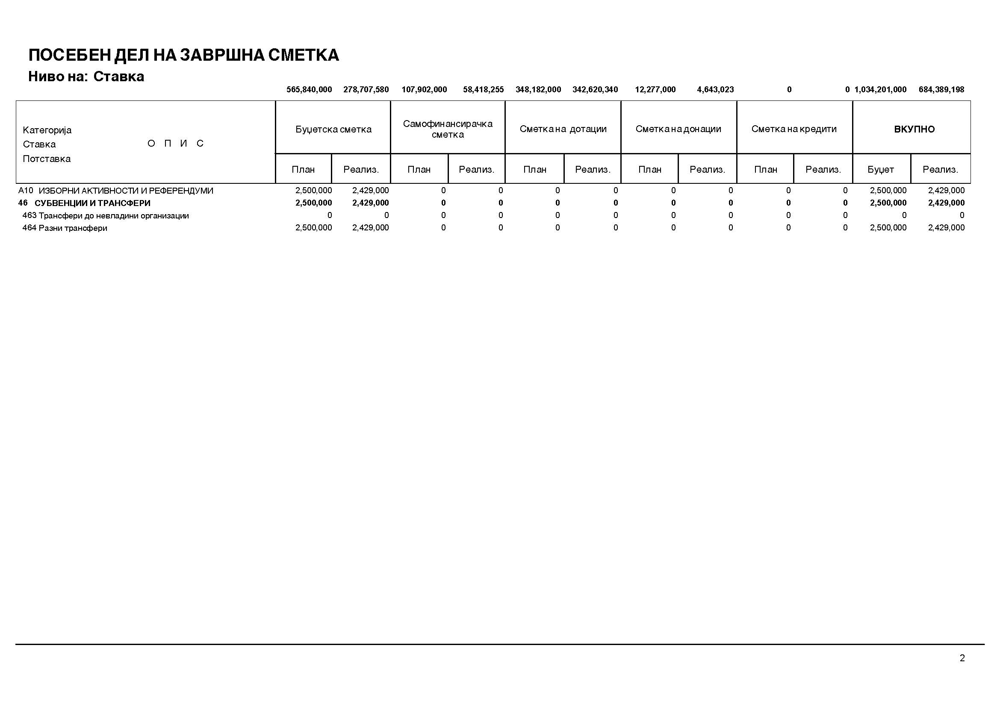 ПОСЕБЕН ДЕЛ НА ЗАВРШНА СМЕТКА
Ниво на: Ставка
565,840,000 278,707,580 107,902,000 58,418,255 348,182,000 342,620,340 12,277,000 4,643,023 0 0 1,034,201,000 684,389,198
Категорија
Ставка
Потставка
О П И С
Буџетска сметка
Самофинансирачка
сметка
Сметка на дотации
Сметка на донации
Сметка на кредити
ВКУПНО
План Реализ. План Реализ. План Реализ. План Реализ. План Реализ. Буџет Реализ.
А10 ИЗБОРНИ АКТИВНОСТИ И РЕФЕРЕНДУМИ 2,500,000 2,429,000 0 0 0 0 0 0 0 0 2,500,000 2,429,000
46 СУБВЕНЦИИ И ТРАНСФЕРИ 2,500,000 2,429,000 0 0 0 0 0 0 0 0 2,500,000 2,429,000
463 Трансфери до невладини организации 0 0 0 0 0 0 0 0 0 0 0 0
464 Разни трансфери 2,500,000 2,429,000 0 0 0 0 0 0 0 0 2,500,000 2,429,000
2